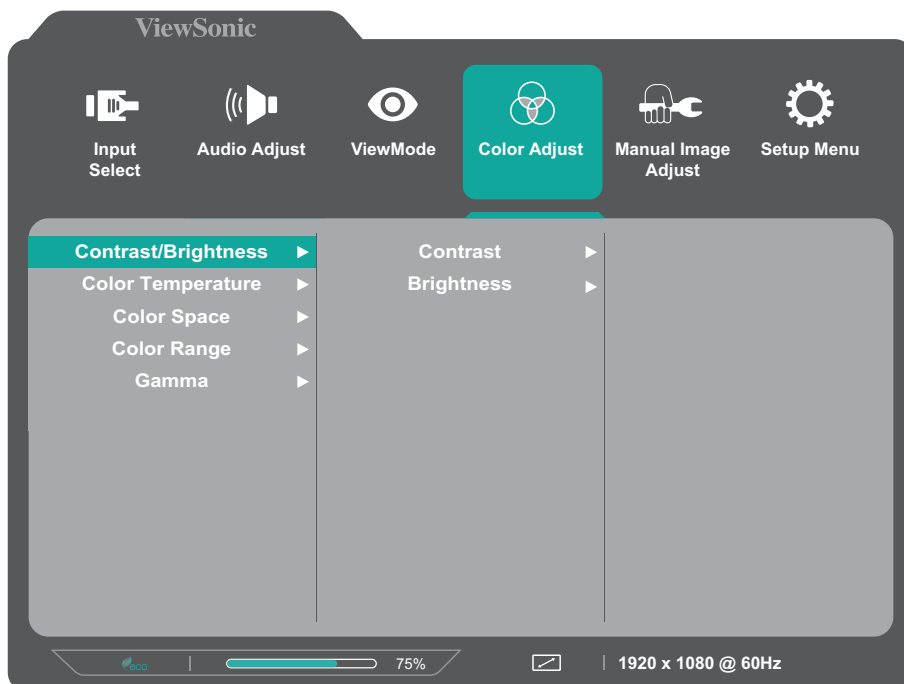 ViewSonic
Input
Select
Audio Adjust
ViewMode
Color Adjust
Manual Image
Adjust
Setup Menu
Contrast/Brightness
Color Temperature
Color Space
Color Range
Gamma
Contrast
Brightness
eco
75%
1920 x 1080 @ 60Hz